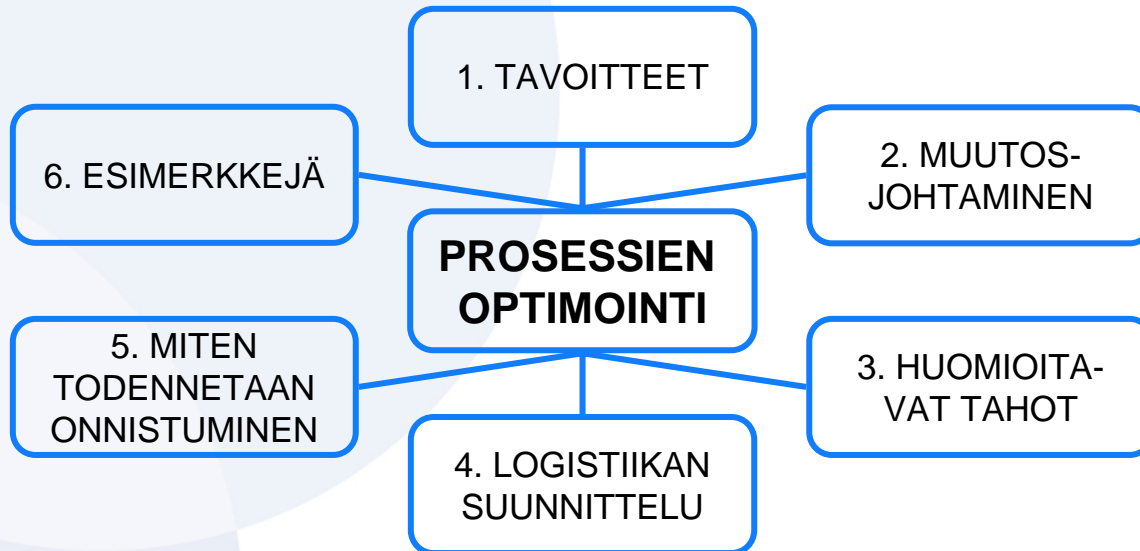 1. TAVOITTEET
2. MUUTOS-
JOHTAMINEN
6. ESIMERKKEJÄ
PROSESSIEN
OPTIMOINTI
3. HUOMIOITA-
VAT TAHOT
5. MITEN
TODENNETAAN
ONNISTUMINEN
4. LOGISTIIKAN
SUUNNITTELU